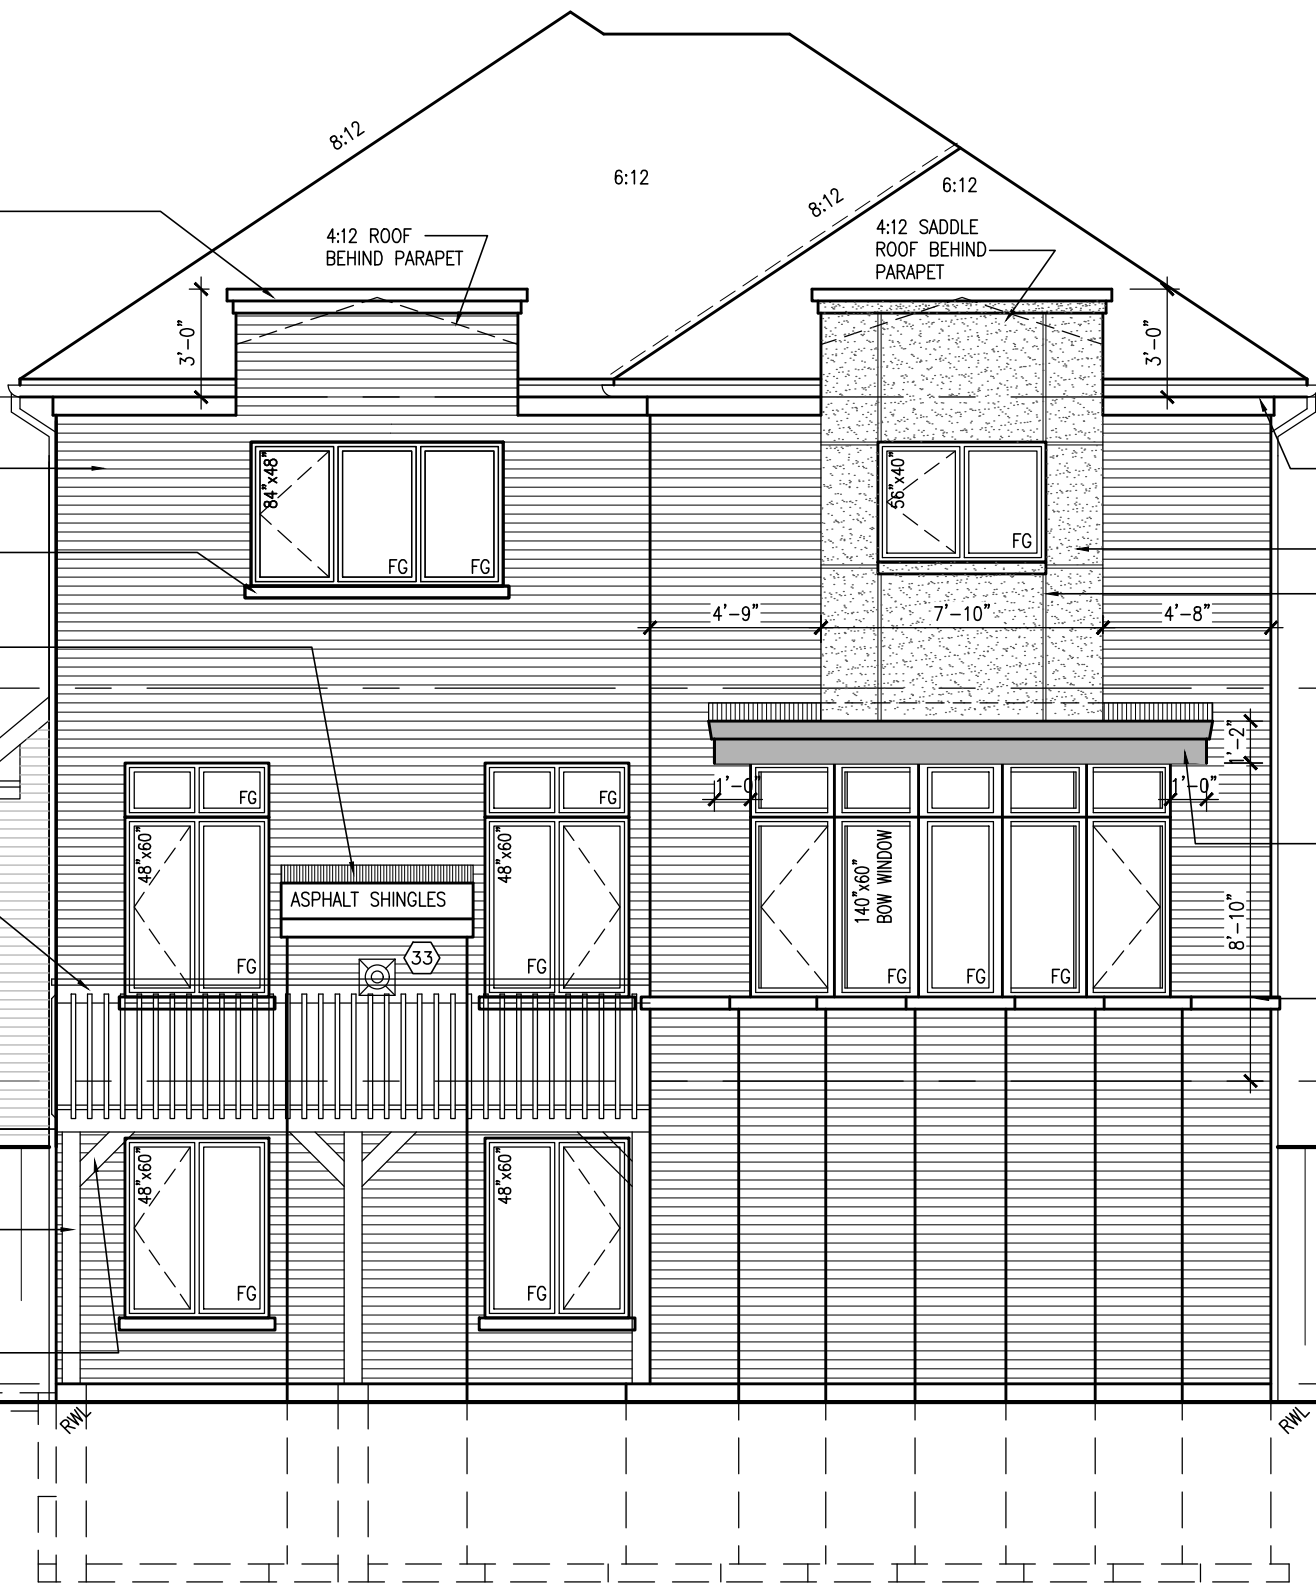 8:12
6:12
8:12
6:12
4:12 ROOF
BEHIND PARAPET
4:12 SADDLE
ROOF BEHIND
PARAPET
3'-0"
3'-0"
84"x48"
FG
FG
56"x40"
FG
4'-9"
7'-10"
4'-8"
1'-2"
FG
FG
1'-0"
1'-0"
48"x60"
FG
48"x60"
FG
ASPHALT SHINGLES
33
140"x60"
BOW WINDOW
FG
FG
FG
8'-10"
48"x60"
FG
48"x60"
FG
RWL
RWL